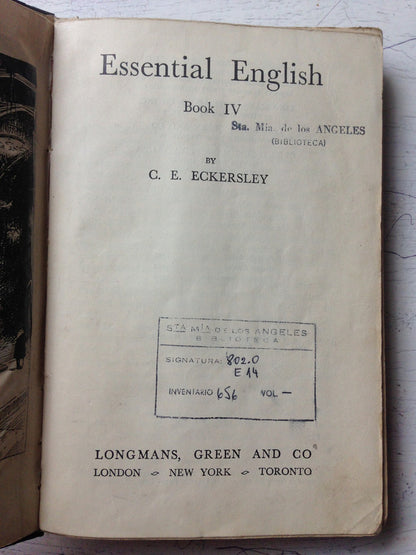 Essential English
Book IV
Sta. Mia. de los ANGELES
(BIBLIOTECA)
BY
C. E. ECKERSLEY
STA MIA DE LOS ANGELES
BIBLIOTECA
SIGNATURA: 802.0
E 14
INVENTARIO 656 VOL —
LONGMANS, GREEN AND CO
LONDON NEW YORK TORONTO